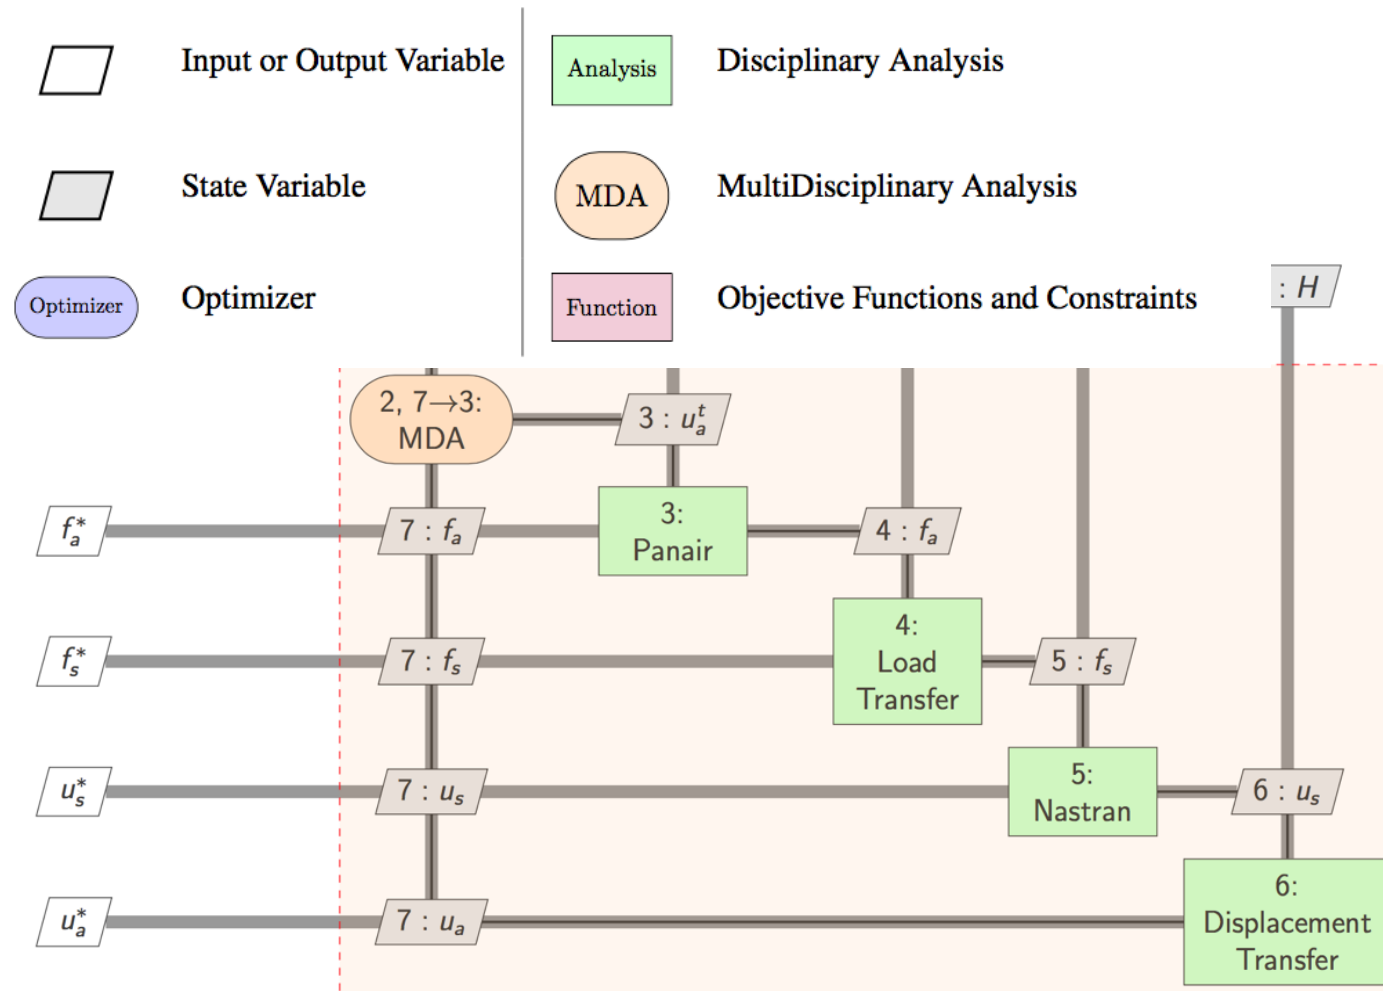 Input or Output Variable
Analysis
Disciplinary Analysis
State Variable
MDA
MultiDisciplinary Analysis
Optimizer
Optimizer
Function
Objective Functions and Constraints
: H
2, 7→3:
MDA
3 : u_a^t
f_a^*
7 : f_a
3:
Panair
4 : f_a
f_s^*
7 : f_s
4:
Load
Transfer
5 : f_s
u_s^*
7 : u_s
5:
Nastran
6 : u_s
u_a^*
7 : u_a
6:
Displacement
Transfer